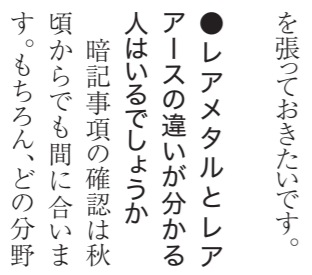 を張っておきたいです。
●レアメタルとレア
アースの違いが分かる
人はいるでしょうか
暗記事項の確認は秋
頃からでも間に合いま
す。もちろん、どの分野